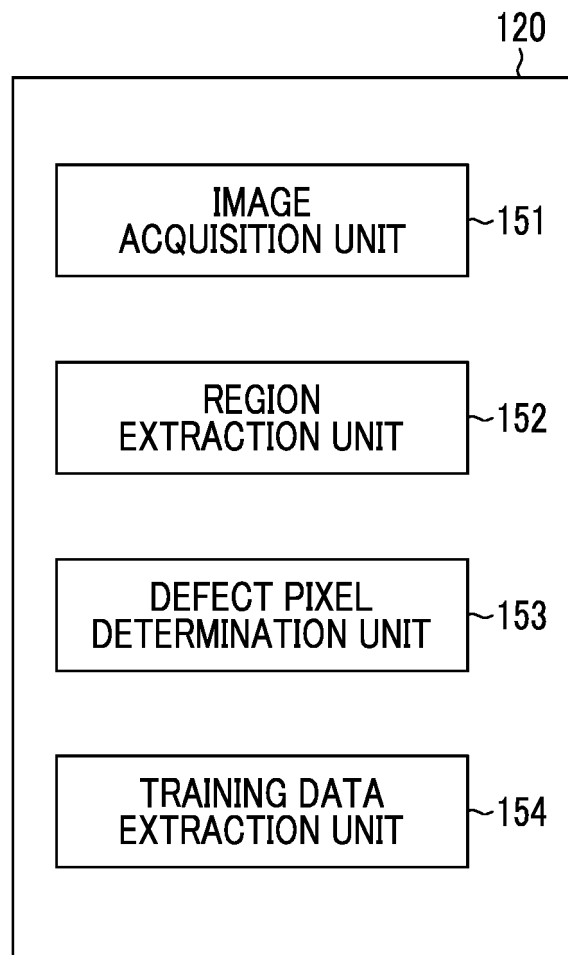 120
IMAGE
ACQUISITION UNIT
151
REGION
EXTRACTION UNIT
152
DEFECT PIXEL
DETERMINATION UNIT
153
TRAINING DATA
EXTRACTION UNIT
154